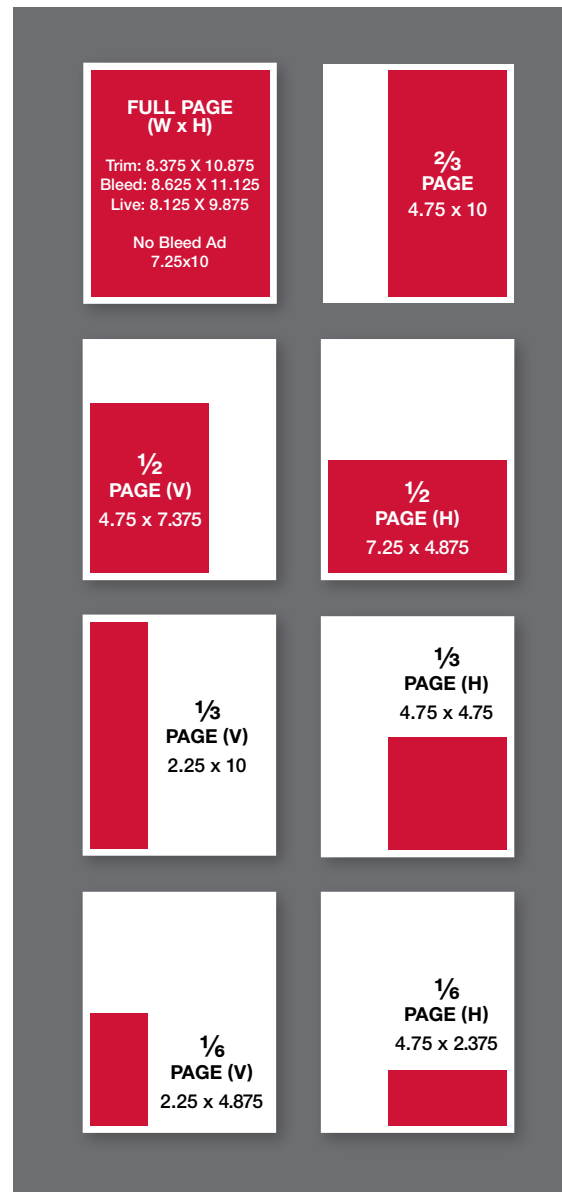 FULL PAGE
(W x H)
Trim: 8.375 X 10.875
Bleed: 8.625 X 11.125
Live: 8.125 X 9.875
No Bleed Ad
7.25x10
⅔
PAGE
4.75 x 10
½
PAGE (V)
4.75 x 7.375
½
PAGE (H)
7.25 x 4.875
⅓
PAGE (V)
2.25 x 10
⅓
PAGE (H)
4.75 x 4.75
⅙
PAGE (V)
2.25 x 4.875
⅙
PAGE (H)
4.75 x 2.375